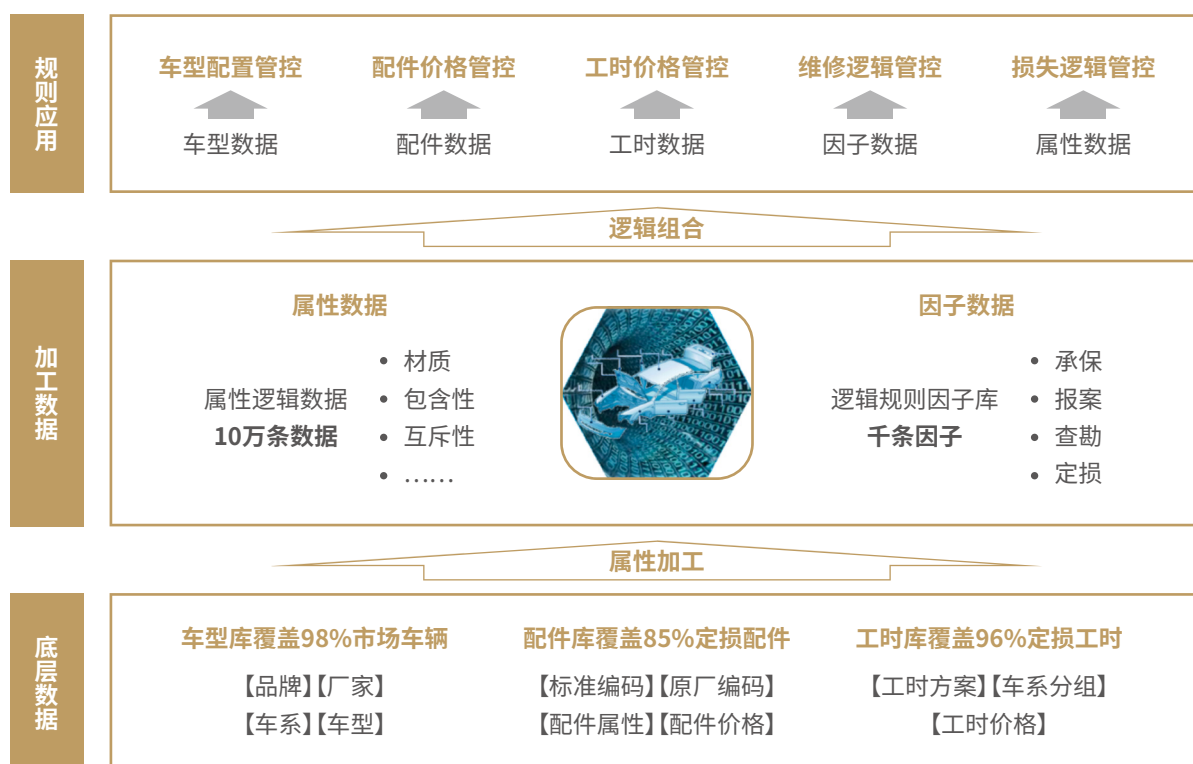 规则应用
车型配置管控
配件价格管控
工时价格管控
维修逻辑管控
损失逻辑管控
车型数据
配件数据
工时数据
因子数据
属性数据
逻辑组合
加工数据
属性数据
属性逻辑数据
10万条数据
• 材质
• 包含性
• 互斥性
• ……
因子数据
逻辑规则因子库
千条因子
• 承保
• 报案
• 查勘
• 定损
属性加工
底层数据
车型库覆盖98%市场车辆
【品牌】【厂家】
【车系】【车型】
配件库覆盖85%定损配件
【标准编码】【原厂编码】
【配件属性】【配件价格】
工时库覆盖96%定损工时
【工时方案】【车系分组】
【工时价格】